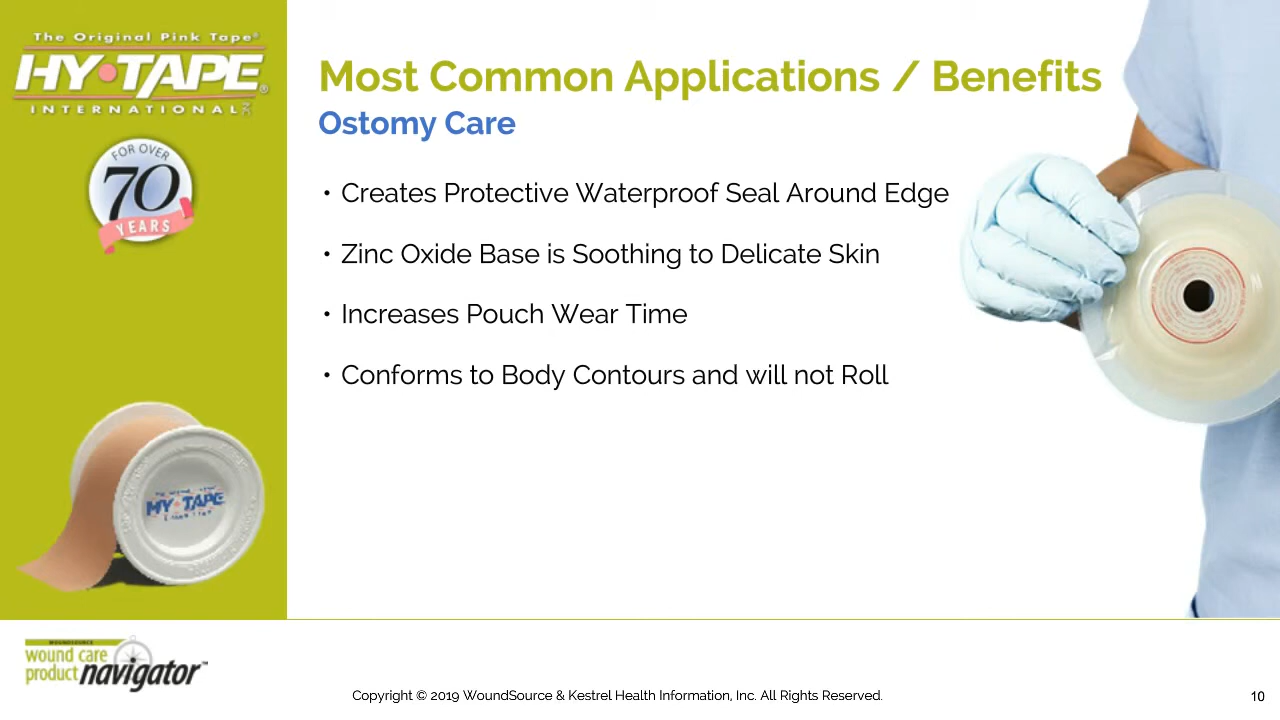 The Original Pink Tape®
HY•TAPE®
INTERNATIONAL
FOR OVER
70
YEARS
Most Common Applications / Benefits
Ostomy Care
• Creates Protective Waterproof Seal Around Edge
• Zinc Oxide Base is Soothing to Delicate Skin
• Increases Pouch Wear Time
• Conforms to Body Contours and will not Roll
HY•TAPE
WOUNDSOURCE
wound care
product navigator™
Copyright © 2019 WoundSource & Kestrel Health Information, Inc. All Rights Reserved.
10